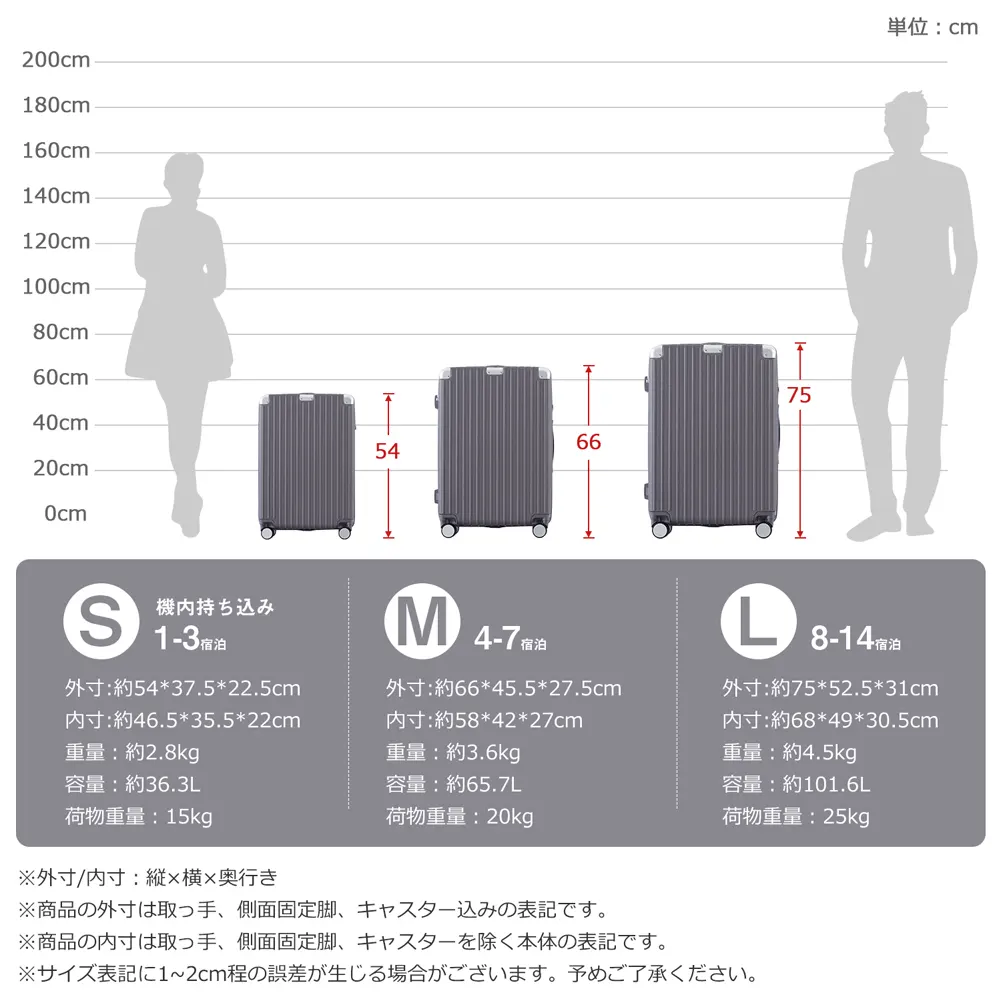 単位：cm
200cm
180cm
160cm
140cm
120cm
100cm
80cm
60cm
40cm
20cm
0cm
54
66
75
S
機内持ち込み
1-3宿泊
外寸:約54*37.5*22.5cm
内寸:約46.5*35.5*22cm
重量：約2.8kg
容量：約36.3L
荷物重量：15kg
M
4-7宿泊
外寸:約66*45.5*27.5cm
内寸:約58*42*27cm
重量：約3.6kg
容量：約65.7L
荷物重量：20kg
L
8-14宿泊
外寸:約75*52.5*31cm
内寸:約68*49*30.5cm
重量：約4.5kg
容量：約101.6L
荷物重量：25kg
※外寸/内寸：縦×横×奥行き
※商品の外寸は取っ手、側面固定脚、キャスター込みの表記です。
※商品の内寸は取っ手、側面固定脚、キャスターを除く本体の表記です。
※サイズ表記に1~2cm程の誤差が生じる場合がございます。予めご了承ください。